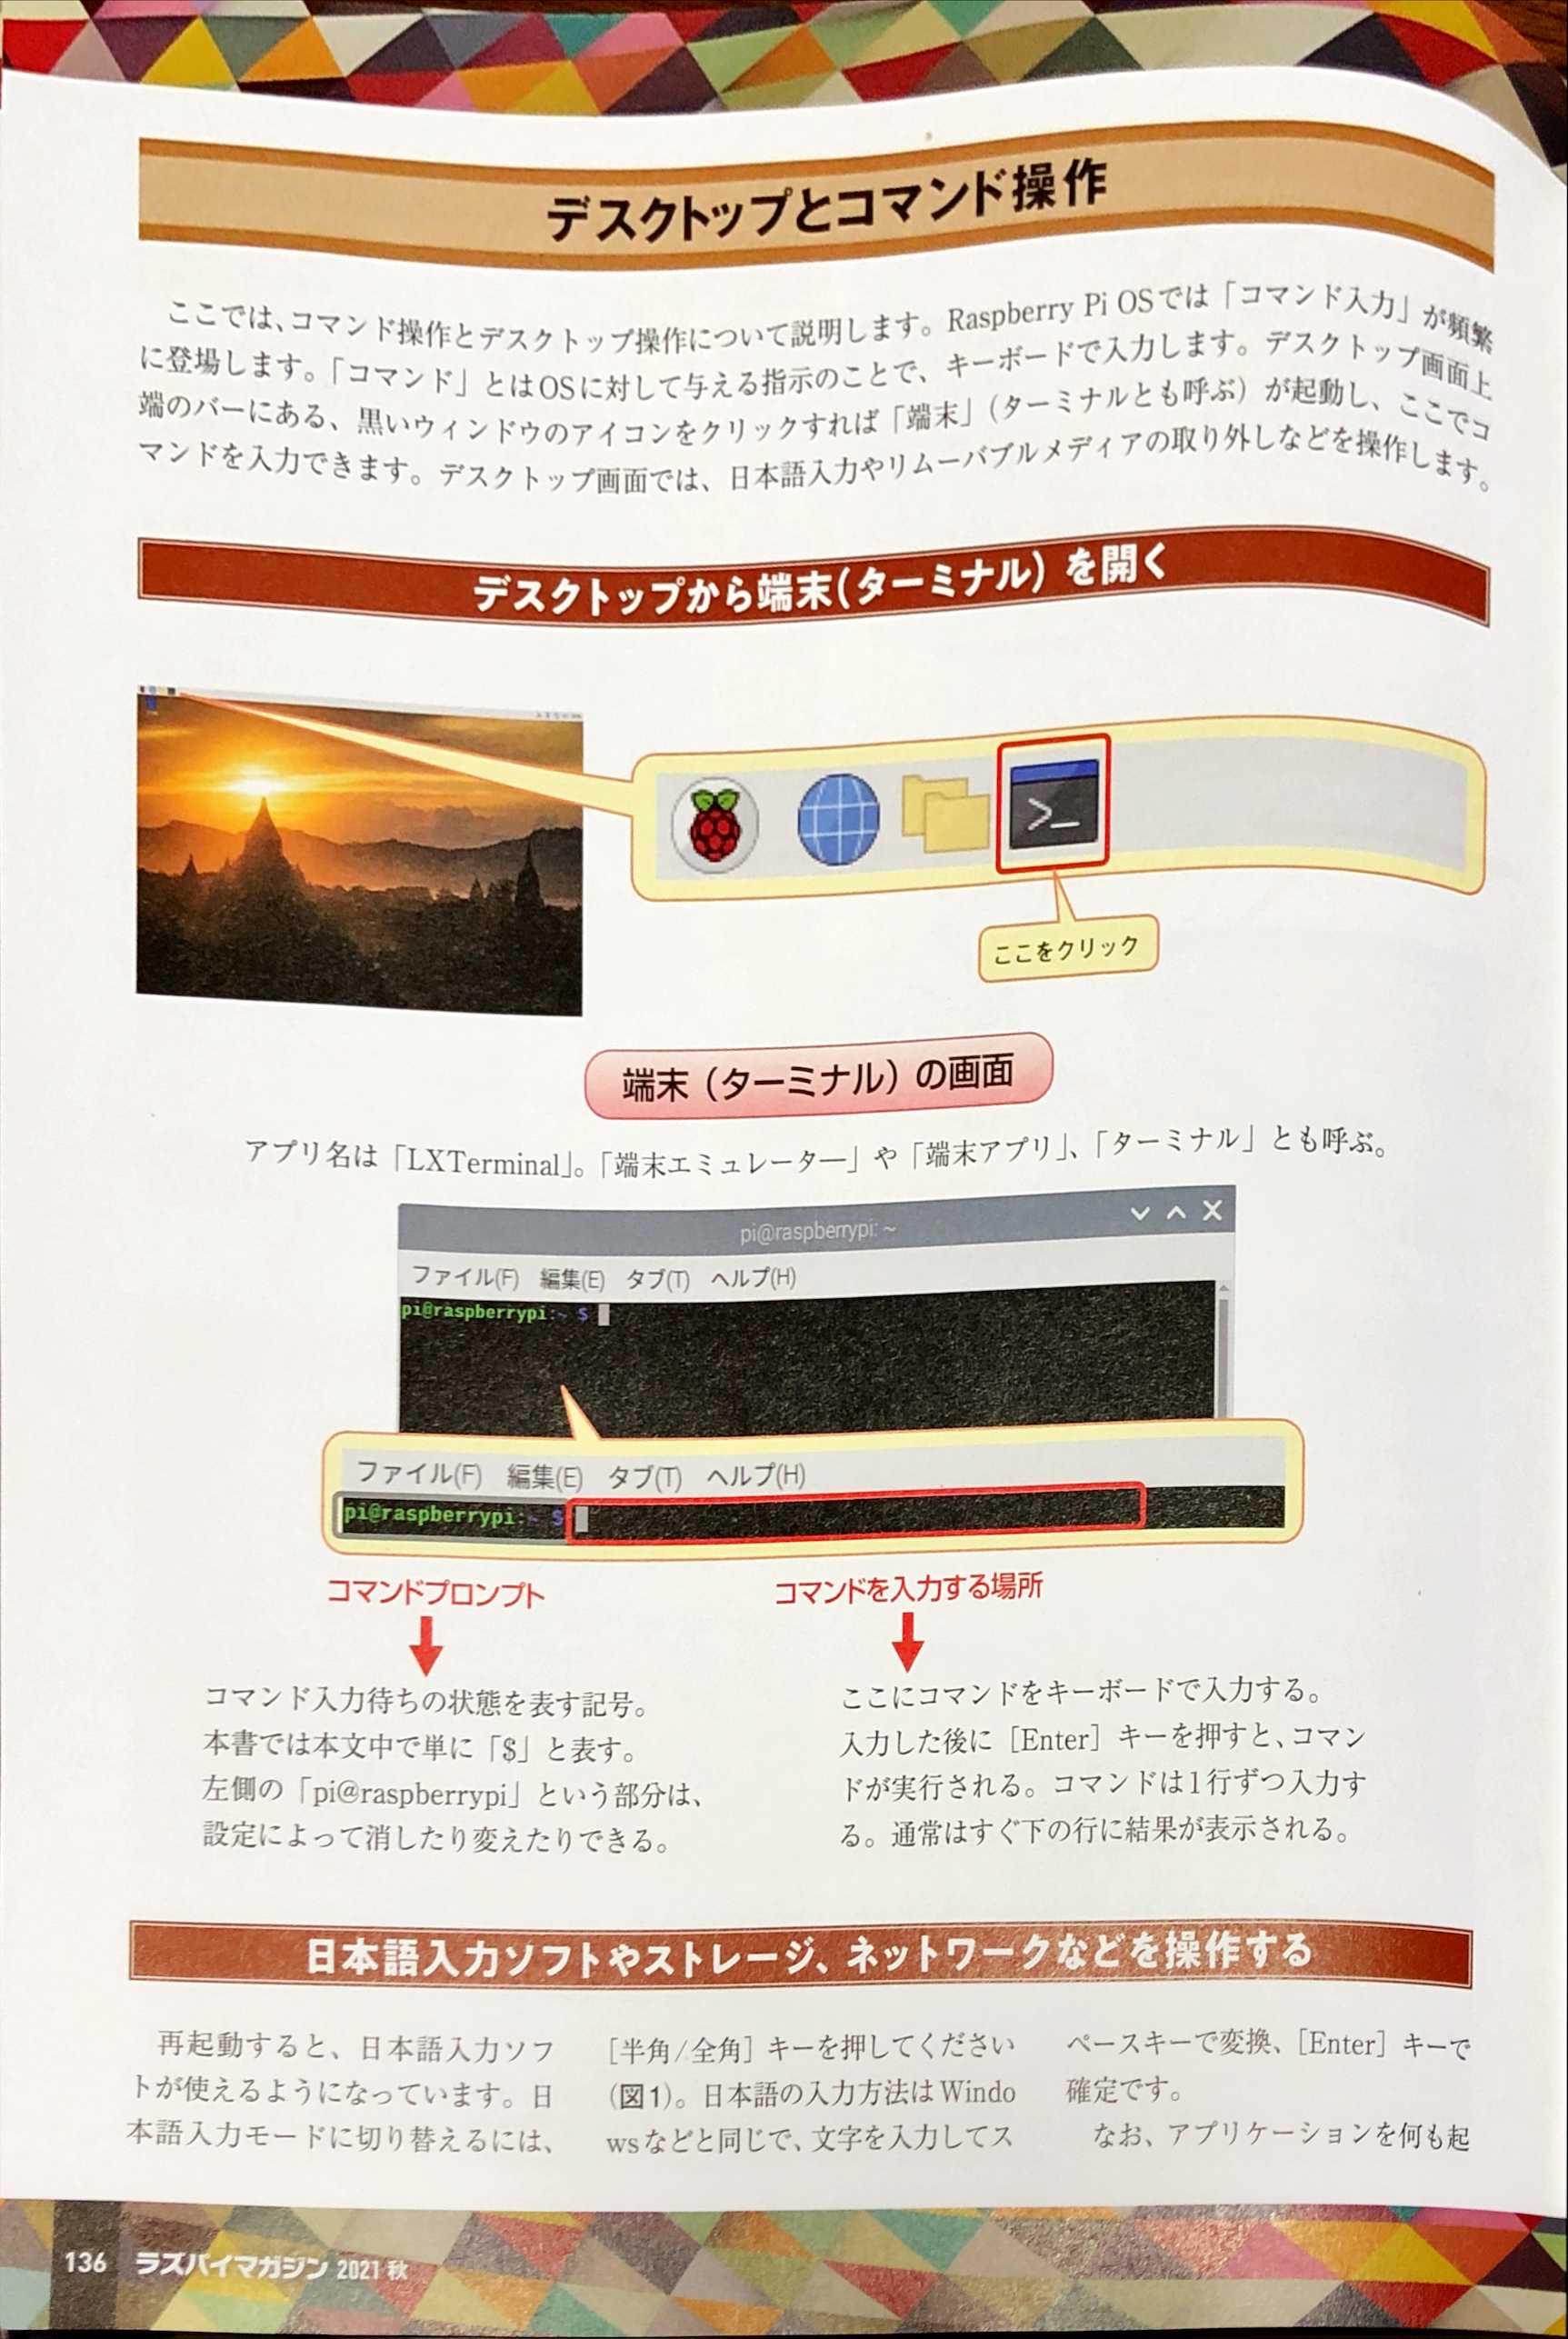 デスクトップとコマンド操作
ここでは、コマンド操作とデスクトップ操作について説明します。Raspberry Pi OSでは「コマンド入力」が頻繁
に登場します。「コマンド」とはOSに対して与える指示のことで、キーボードで入力します。デスクトップ画面上
端のバーにある、黒いウィンドウのアイコンをクリックすれば「端末」（ターミナルとも呼ぶ）が起動し、ここでコ
マンドを入力できます。デスクトップ画面では、日本語入力やリムーバブルメディアの取り外しなどを操作します。
デスクトップから端末（ターミナル）を開く
>_
ここをクリック
端末（ターミナル）の画面
アプリ名は「LXTerminal」。「端末エミュレーター」や「端末アプリ」、「ターミナル」とも呼ぶ。
pi@raspberrypi: ~
ファイル(F) 編集(E) タブ(T) ヘルプ(H)
pi@raspberrypi:~ $
ファイル(F) 編集(E) タブ(T) ヘルプ(H)
pi@raspberrypi:~ $
コマンドプロンプト
コマンド入力待ちの状態を表す記号。
本書では本文中で単に「$」と表す。
左側の「pi@raspberrypi」という部分は、
設定によって消したり変えたりできる。
コマンドを入力する場所
ここにコマンドをキーボードで入力する。
入力した後に［Enter］キーを押すと、コマン
ドが実行される。コマンドは1行ずつ入力す
る。通常はすぐ下の行に結果が表示される。
日本語入力ソフトやストレージ、ネットワークなどを操作する
再起動すると、日本語入力ソフ
トが使えるようになっています。日
本語入力モードに切り替えるには、
［半角/全角］キーを押してください
（図1）。日本語の入力方法はWindo
wsなどと同じで、文字を入力してス
ペースキーで変換、［Enter］キーで
確定です。
なお、アプリケーションを何も起
136 ラズパイマガジン 2021 秋